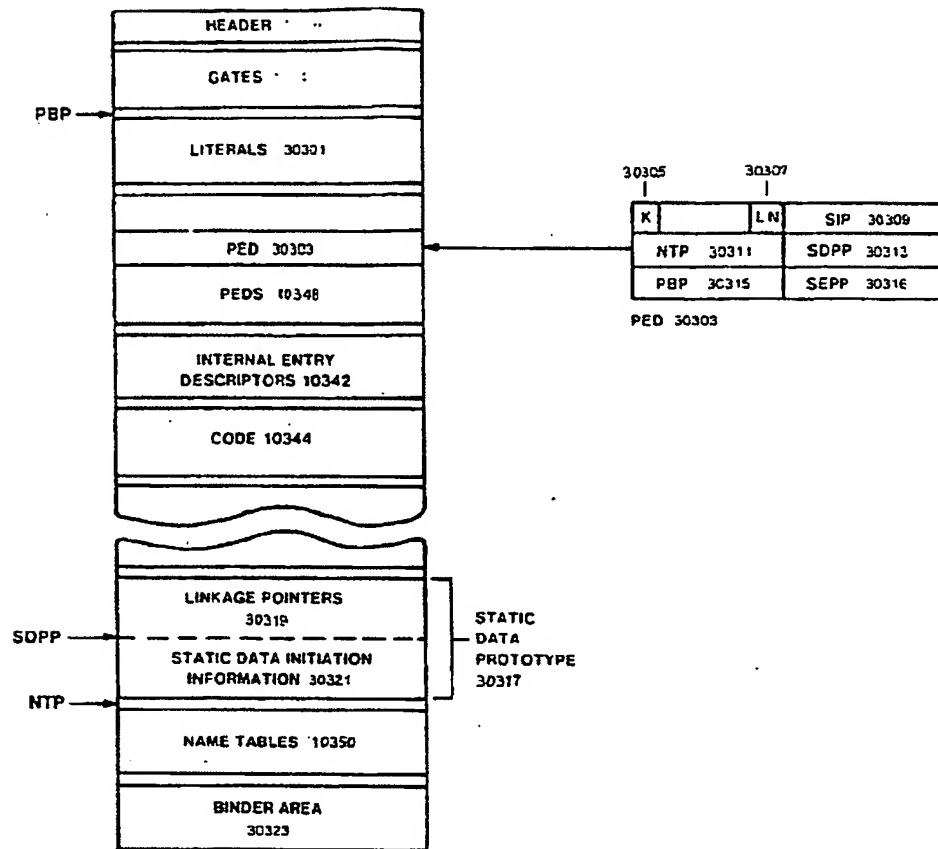 HEADER
GATES
PBP
LITERALS 30301
30305
30307
K
LN
SIP 30309
PED 30303
NTP 30311
SDPP 30313
PEDS 10348
PBP 30315
SEPP 30316
PED 30303
INTERNAL ENTRY
DESCRIPTORS 10342
CODE 10344
LINKAGE POINTERS
30319
SDPP
STATIC DATA INITIATION
INFORMATION 30321
STATIC
DATA
PROTOTYPE
30317
NTP
NAME TABLES 10350
BINDER AREA
30323